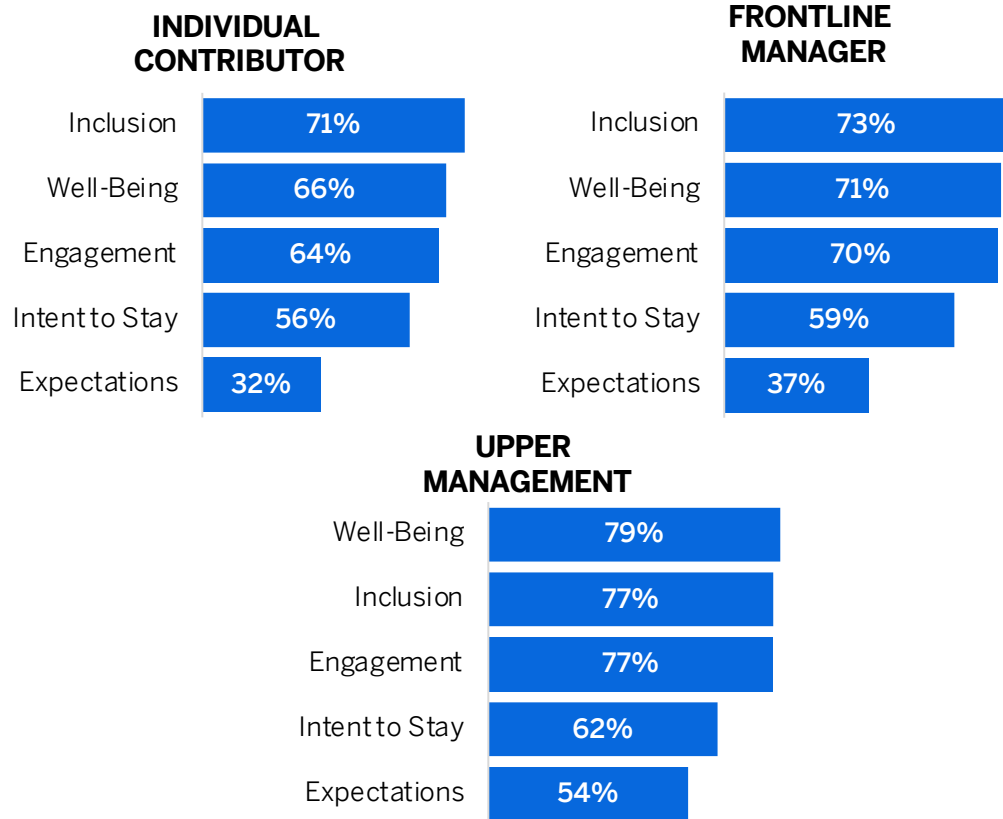 INDIVIDUAL
CONTRIBUTOR
Inclusion 71%
Well-Being 66%
Engagement 64%
Intent to Stay 56%
Expectations 32%
FRONTLINE
MANAGER
Inclusion 73%
Well-Being 71%
Engagement 70%
Intent to Stay 59%
Expectations 37%
UPPER
MANAGEMENT
Well-Being 79%
Inclusion 77%
Engagement 77%
Intent to Stay 62%
Expectations 54%